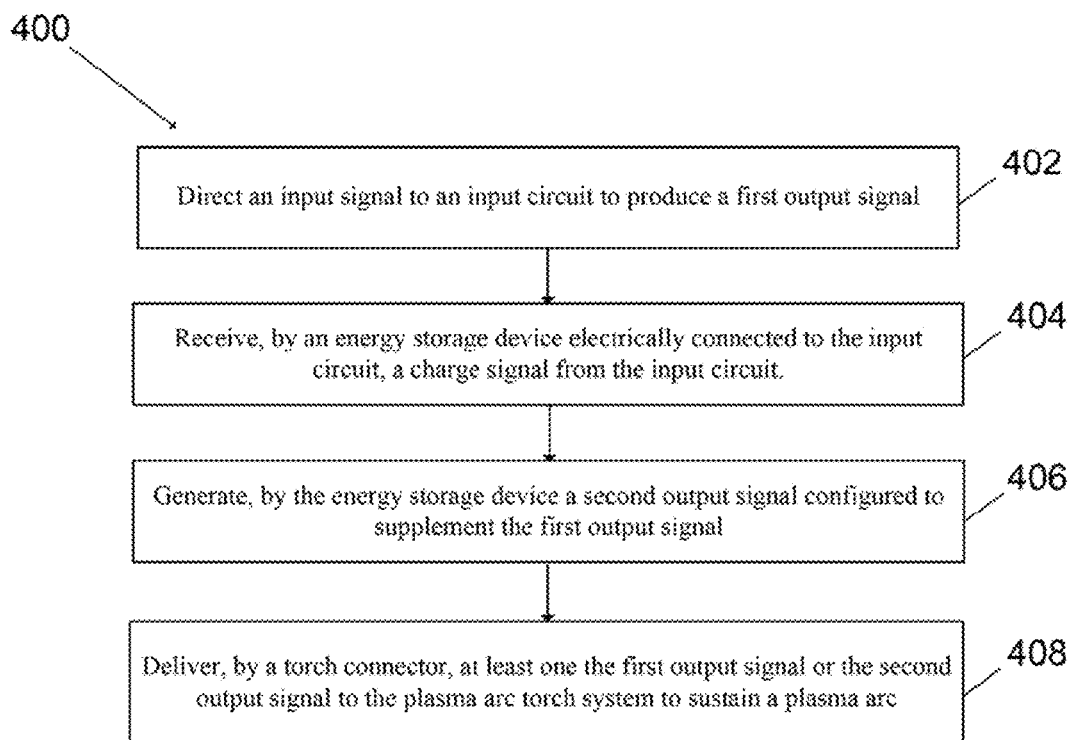 400
402
Direct an input signal to an input circuit to produce a first output signal
404
Receive, by an energy storage device electrically connected to the input
circuit, a charge signal from the input circuit.
406
Generate, by the energy storage device a second output signal configured to
supplement the first output signal
408
Deliver, by a torch connector, at least one the first output signal or the second
output signal to the plasma arc torch system to sustain a plasma arc